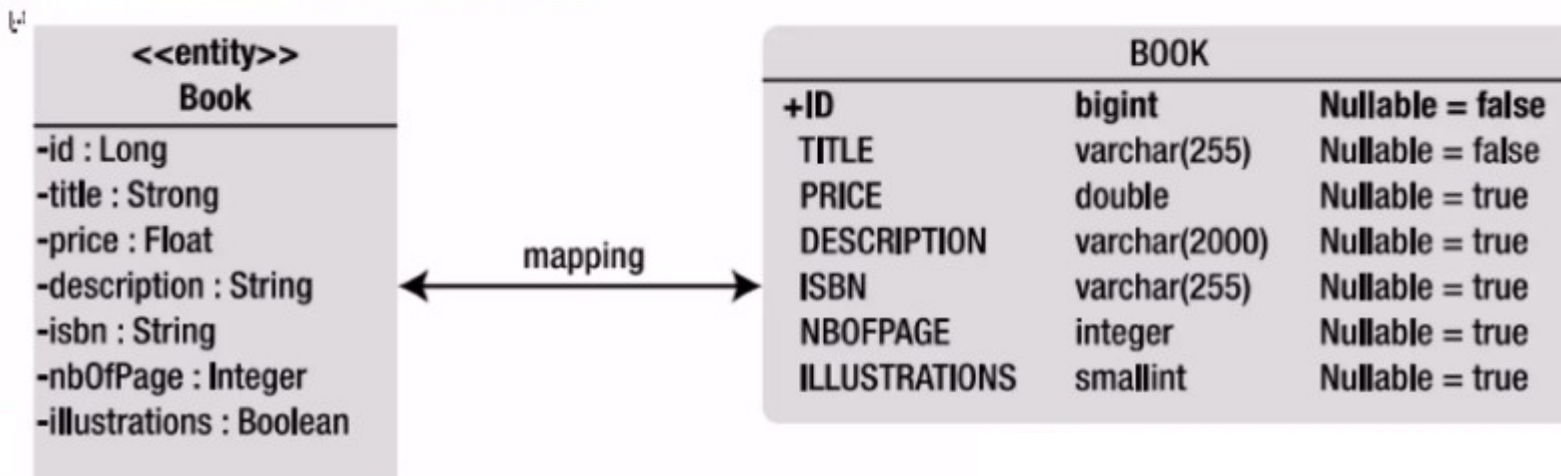 <<entity>>
Book
-id : Long
-title : Strong
-price : Float
-description : String
-isbn : String
-nbOfPage : Integer
-illustrations : Boolean
mapping
BOOK
+ID bigint Nullable = false
TITLE varchar(255) Nullable = false
PRICE double Nullable = true
DESCRIPTION varchar(2000) Nullable = true
ISBN varchar(255) Nullable = true
NBOFPAGE integer Nullable = true
ILLUSTRATIONS smallint Nullable = true